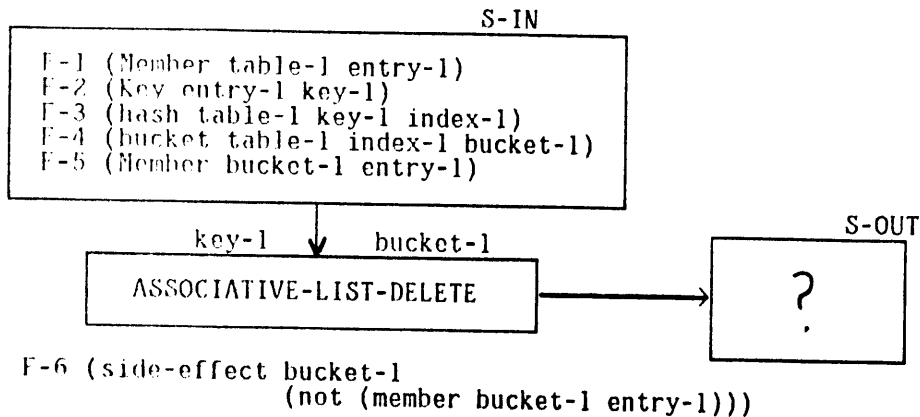 S-IN
F-1 (Member table-1 entry-1)
F-2 (Key entry-1 key-1)
F-3 (hash table-1 key-1 index-1)
F-4 (bucket table-1 index-1 bucket-1)
F-5 (Member bucket-1 entry-1)
key-1 bucket-1
S-OUT
ASSOCIATIVE-LIST-DELETE
?
F-6 (side-effect bucket-1
(not (member bucket-1 entry-1)))